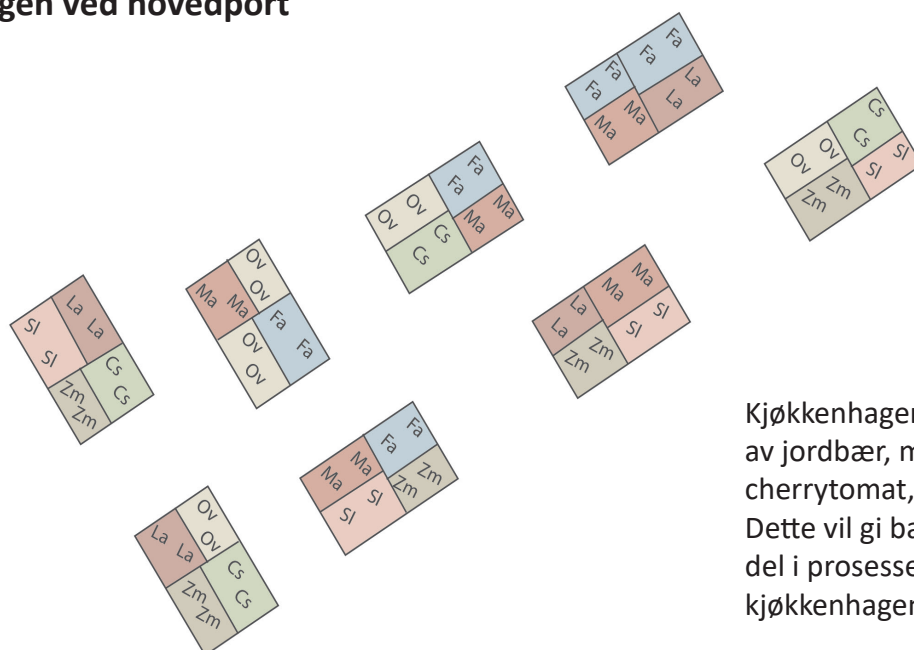 gen ved hovedport
Fa Fa
Fa Fa
La La
Ma Ma
Cs Cs
Ov Ov
Sl Sl
Zm Zm
Fa Fa
Ov Ov
Ma Ma
Cs Cs
Ov Ov
Ma Ma
Fa Fa
Ov Ov
Ma Ma
La La
Sl Sl
Zm Zm
La La
Sl Sl
Cs Cs
Zm Zm
Fa Fa
Ma Ma
Zm Zm
Sl Sl
Ov Ov
La La
Cs Cs
Zm Zm
Kjøkkenhagen
av jordbær, m
cherrytomat,
Dette vil gi ba
del i prosesse
kjøkkenhagen